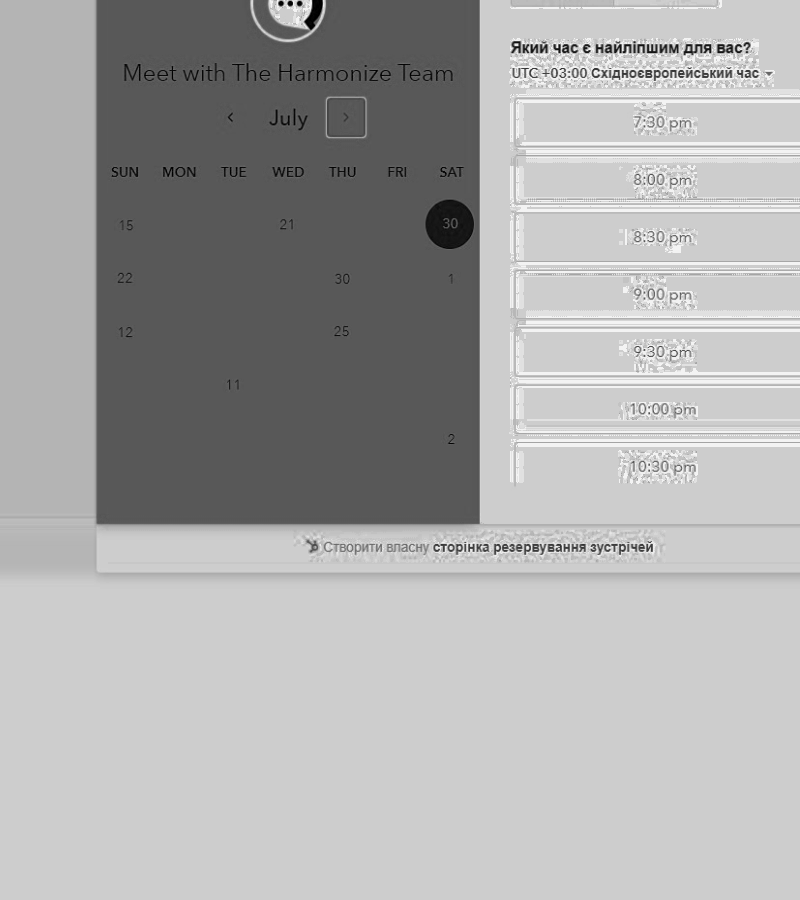 Meet with The Harmonize Team
July
SUN MON TUE WED THU FRI SAT
15 21 30
22 30 1
12 25
11
2
Який час є найліпшим для вас?
UTC +03:00 Східноєвропейський час
7:30 pm
8:00 pm
8:30 pm
9:00 pm
9:30 pm
10:00 pm
10:30 pm
Створити власну сторінка резервування зустрічей